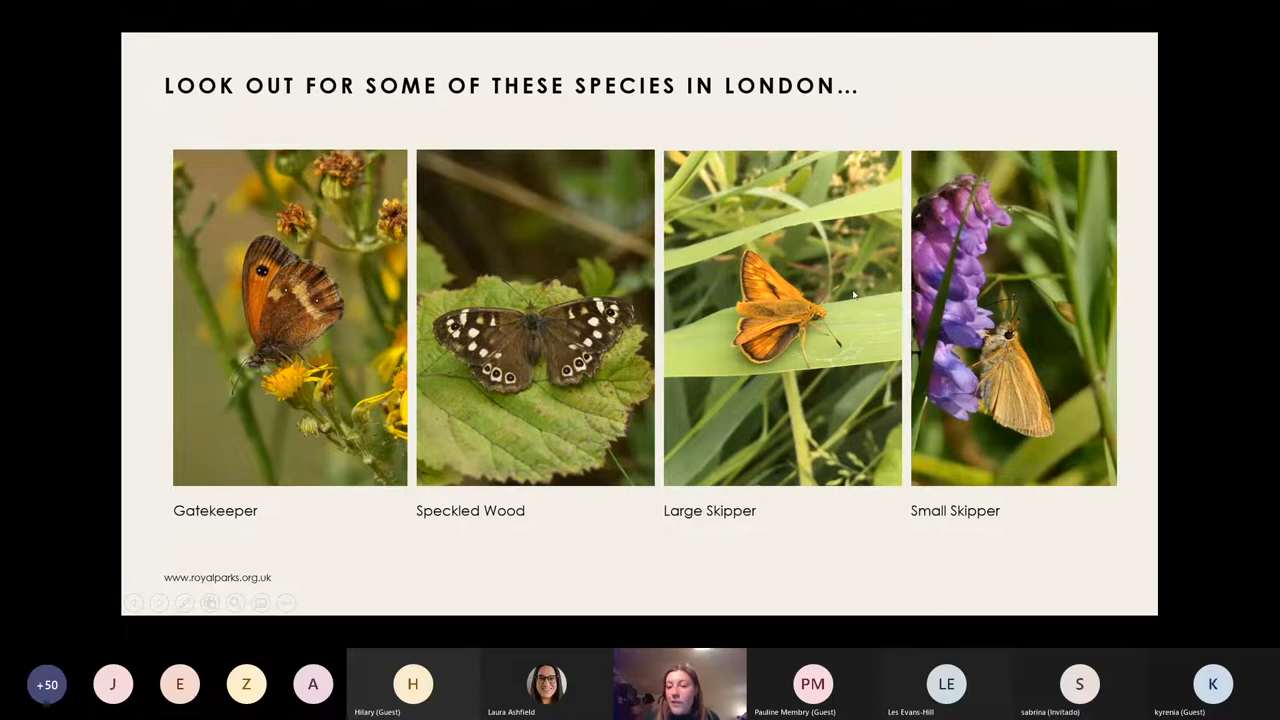 LOOK OUT FOR SOME OF THESE SPECIES IN LONDON...
Gatekeeper
Speckled Wood
Large Skipper
Small Skipper
www.royalparks.org.uk
+50
J
E
Z
A
H
PM
LE
S
K
Hilary (Guest)
Laura Ashfield
Pauline Membry (Guest)
Les Evans-Hill
sabrina (Invitado)
kyrenia (Guest)